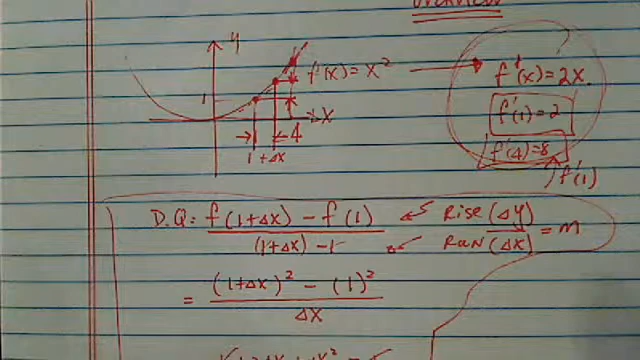 Overview
y
f(x) = x²
f'(x) = 2x
?
1
x
f'(1) = 2
4
f'(4) = 8
1+Δx
f'(1)
D.Q: f(1+Δx) - f(1) Rise (Δy)
(1+Δx) - 1 Run (Δx) = m
= (1+Δx)² - (1)²
Δx